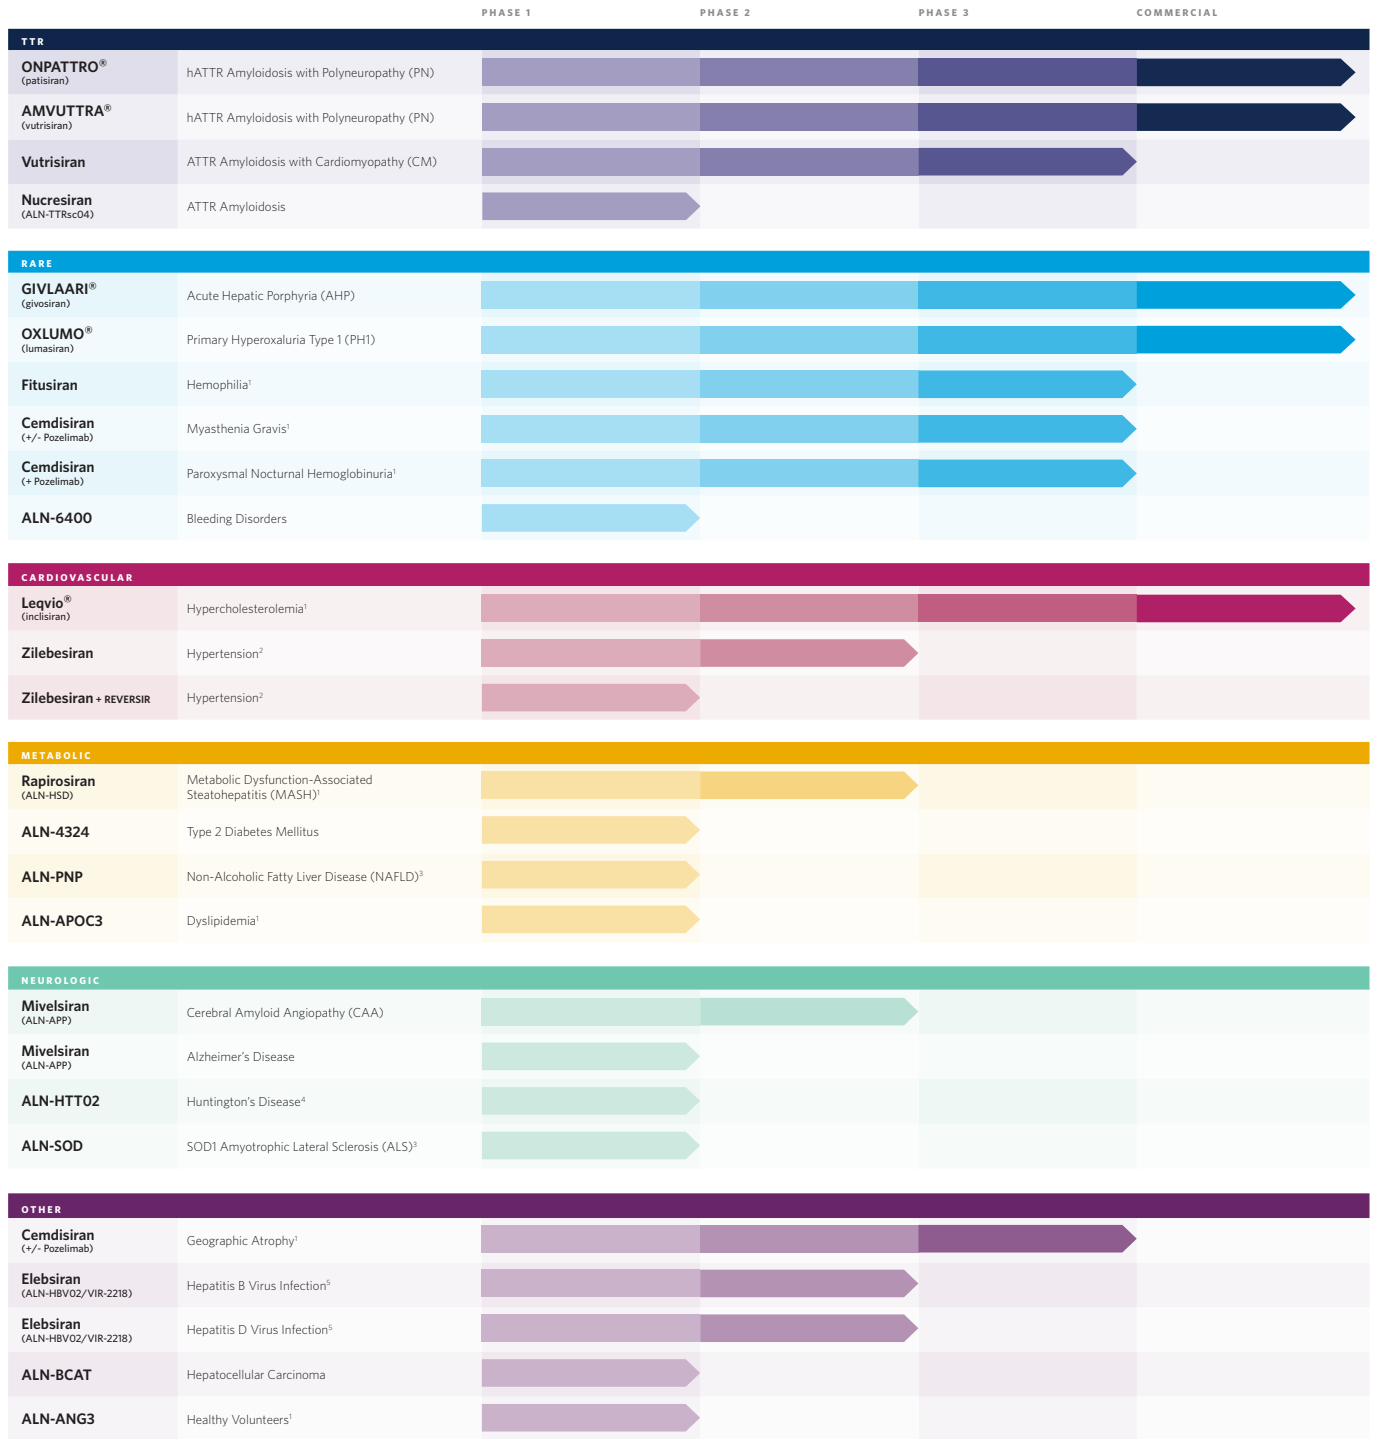 PHASE 1 PHASE 2 PHASE 3 COMMERCIAL
TTR
ONPATTRO® hATTR Amyloidosis with Polyneuropathy (PN)
(patisiran)
AMVUTTRA® hATTR Amyloidosis with Polyneuropathy (PN)
(vutrisiran)
Vutrisiran ATTR Amyloidosis with Cardiomyopathy (CM)
Nucresiran ATTR Amyloidosis
(ALN-TTRsc04)
RARE
GIVLAARI® Acute Hepatic Porphyria (AHP)
(givosiran)
OXLUMO® Primary Hyperoxaluria Type 1 (PH1)
(lumasiran)
Fitusiran Hemophilia¹
Cemdisiran Myasthenia Gravis¹
(+/- Pozelimab)
Cemdisiran Paroxysmal Nocturnal Hemoglobinuria¹
(+ Pozelimab)
ALN-6400 Bleeding Disorders
CARDIOVASCULAR
Leqvio® Hypercholesterolemia¹
(inclisiran)
Zilebesiran Hypertension²
Zilebesiran + REVERSIR Hypertension²
METABOLIC
Rapirosiran Metabolic Dysfunction-Associated
(ALN-HSD) Steatohepatitis (MASH)¹
ALN-4324 Type 2 Diabetes Mellitus
ALN-PNP Non-Alcoholic Fatty Liver Disease (NAFLD)³
ALN-APOC3 Dyslipidemia¹
NEUROLOGIC
Mivelsiran Cerebral Amyloid Angiopathy (CAA)
(ALN-APP)
Mivelsiran Alzheimer's Disease
(ALN-APP)
ALN-HTT02 Huntington's Disease⁴
ALN-SOD SOD1 Amyotrophic Lateral Sclerosis (ALS)³
OTHER
Cemdisiran Geographic Atrophy¹
(+/- Pozelimab)
Elebsiran Hepatitis B Virus Infection⁵
(ALN-HBV02/VIR-2218)
Elebsiran Hepatitis D Virus Infection⁵
(ALN-HBV02/VIR-2218)
ALN-BCAT Hepatocellular Carcinoma
ALN-ANG3 Healthy Volunteers¹